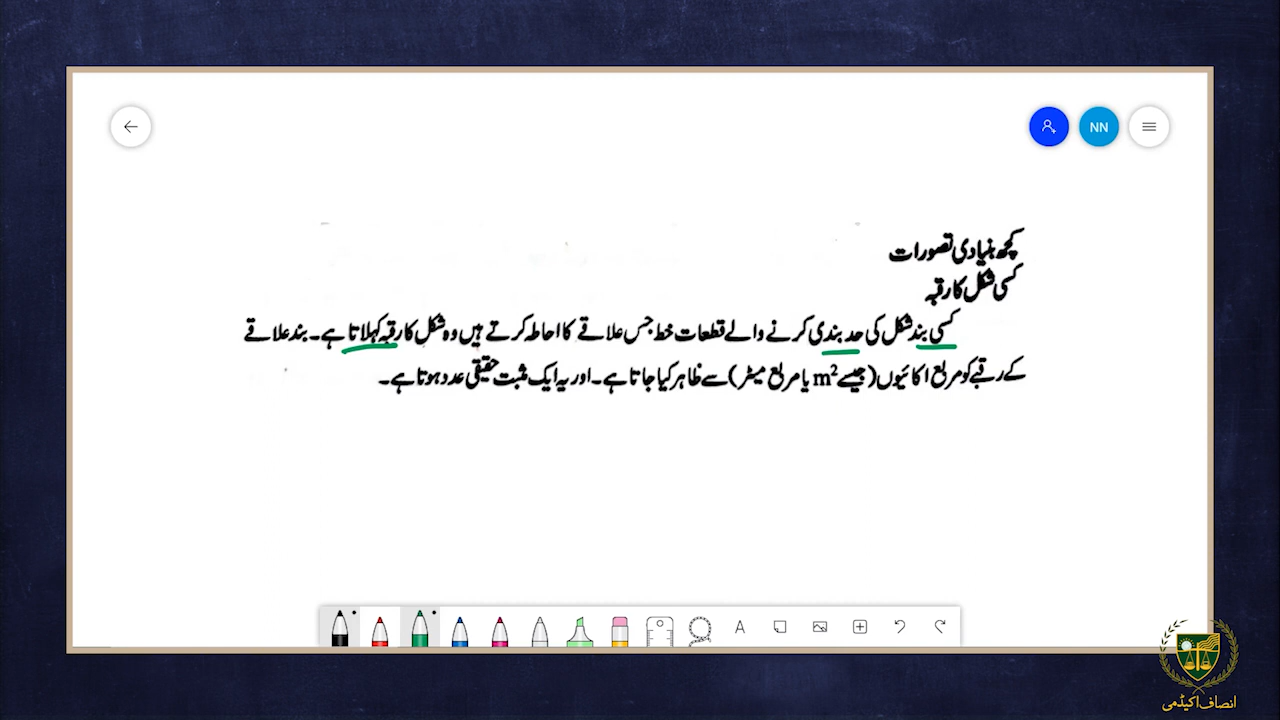 NN
کچھ بنیادی تصورات
کسی شکل کا رقبہ
کسی بند شکل کی حد بندی کرنے والے قطعات خط جس علاقے کا احاطہ کرتے ہیں وہ شکل کا رقبہ کہلاتا ہے۔ بند علاقے
کے رقبے کو مربع اکائیوں (جیسے m² یا مربع میٹر) سے ظاہر کیا جاتا ہے۔ اور یہ ایک مثبت حقیقی عدد ہوتا ہے۔
A
انصاف اکیڈمی